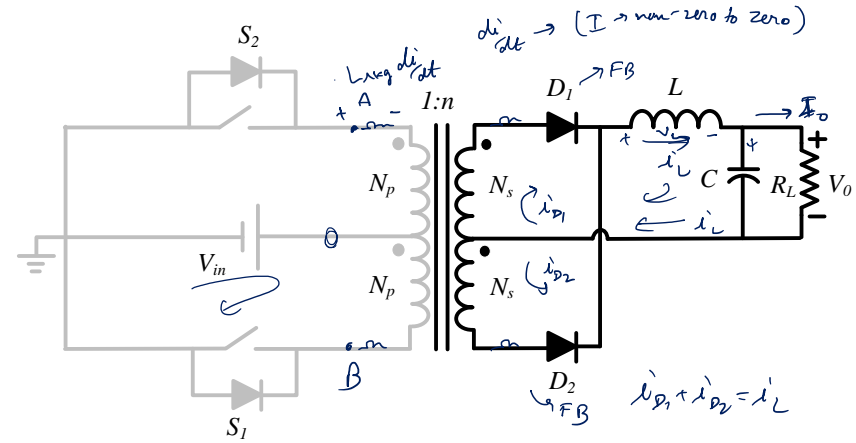 di/dt → (I → non-zero to zero)
S2
Lлkg di/dt
→ FB
D1
L
+ A -
1:n
→ I0
+ vL -
+
+
iL
Np
Ns
iD1
C
RL
V0
iL
-
0
Vin
Np
Ns
iD2
B
D2
→ FB
iD1 + iD2 = iL
S1